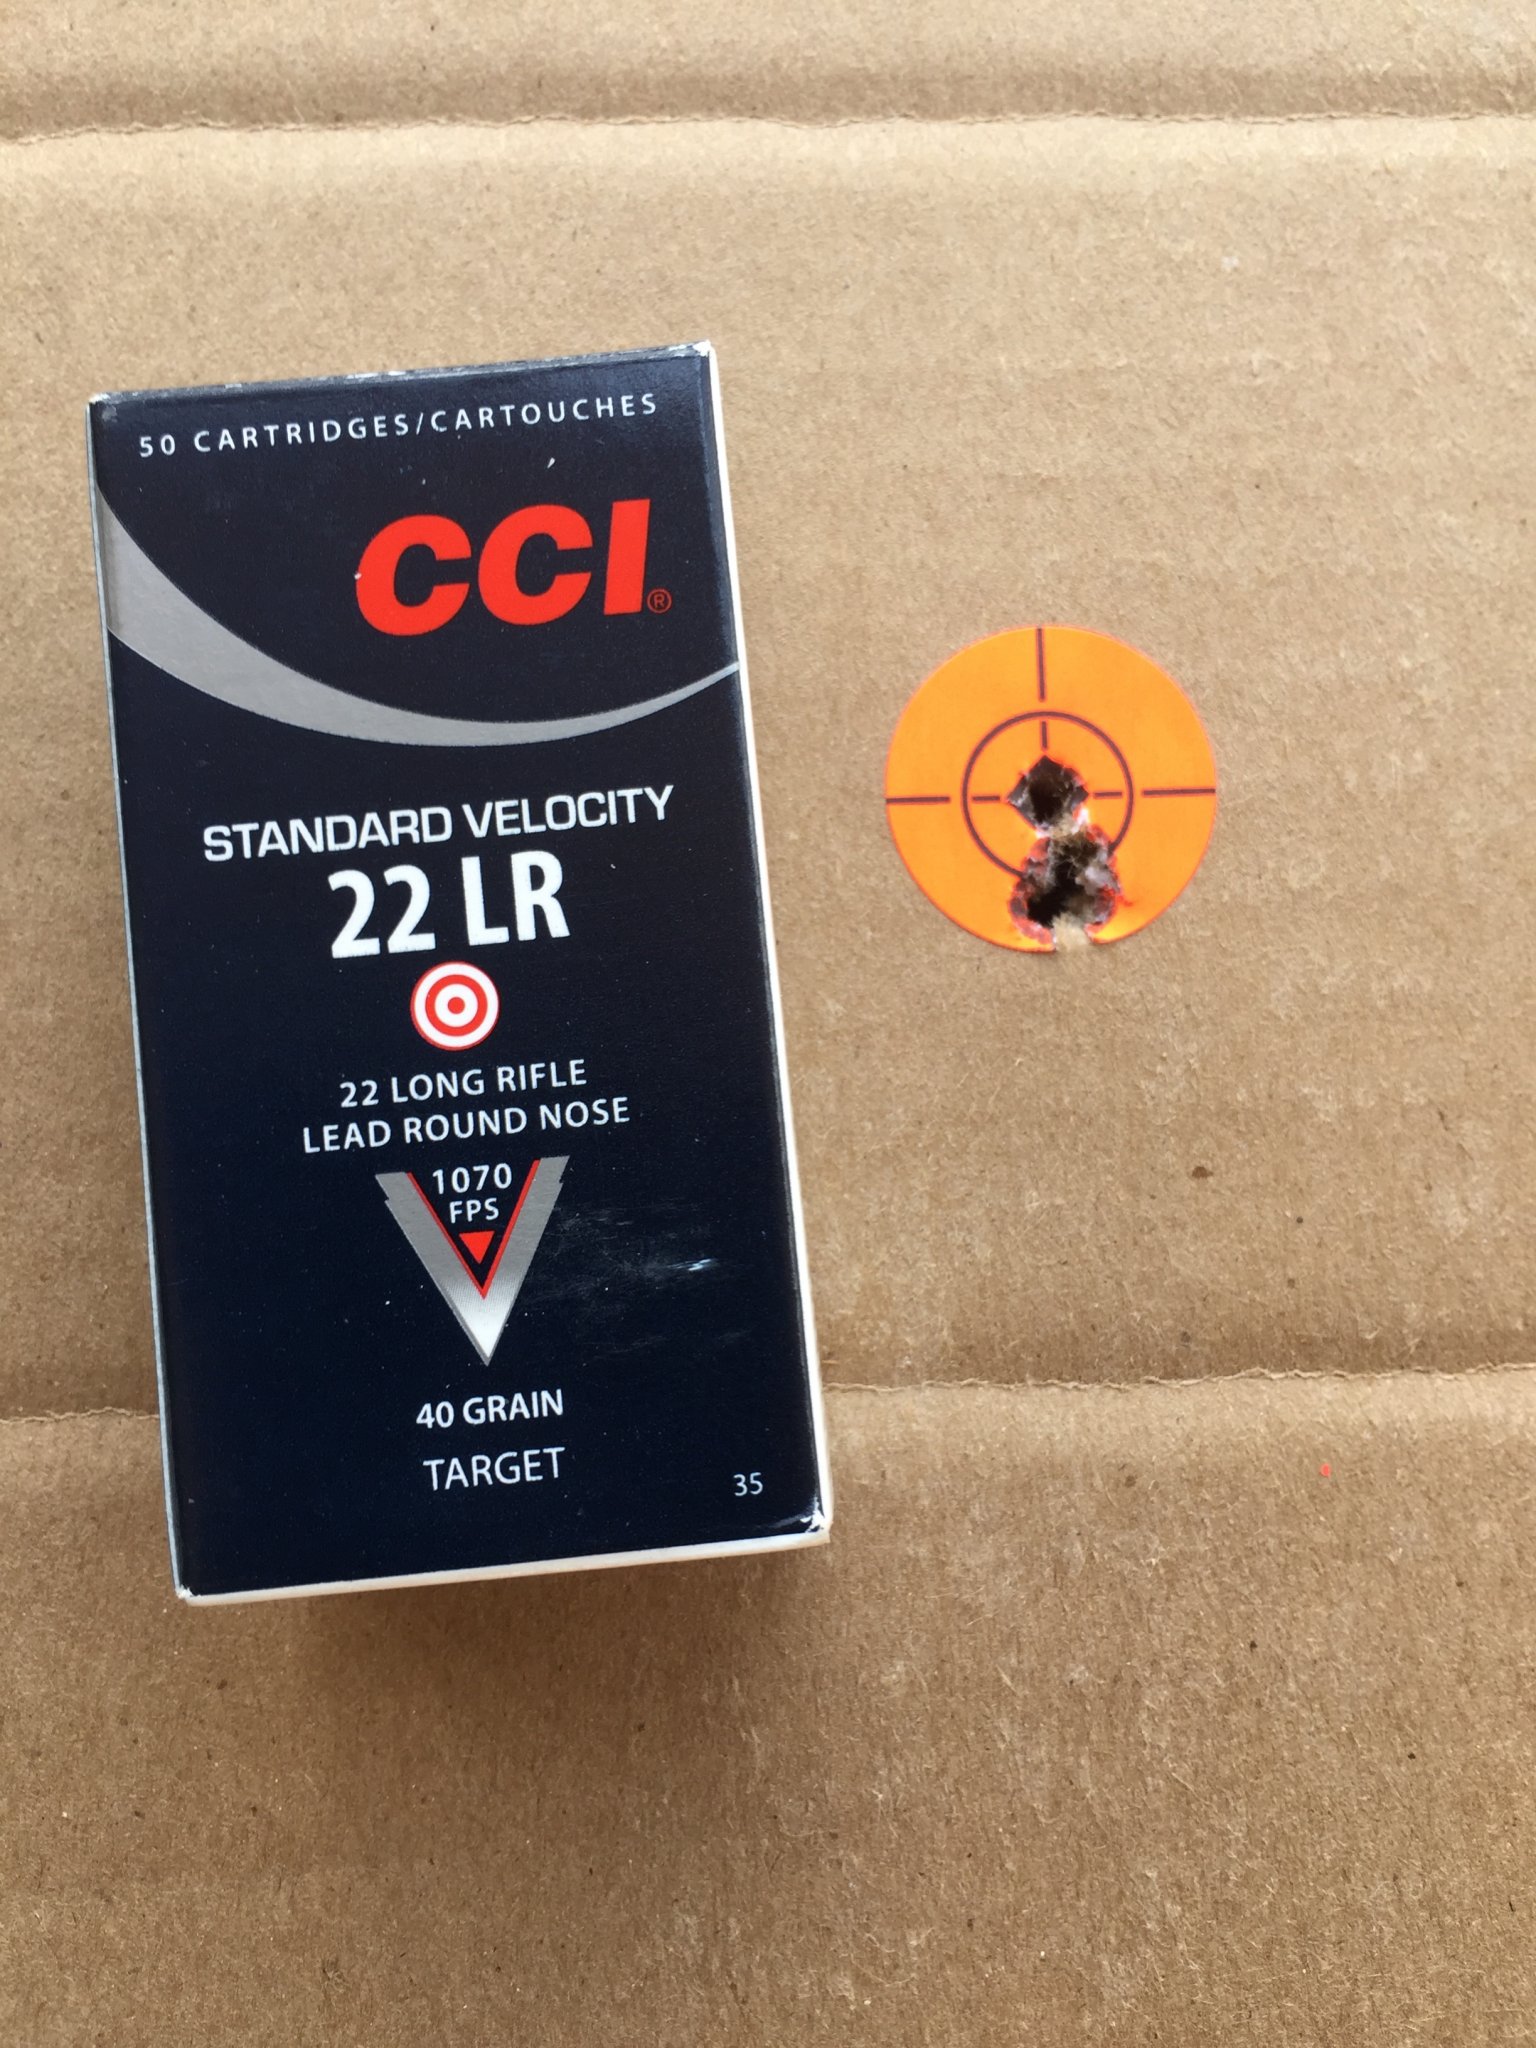 50 CARTRIDGES/CARTOUCHES
CCI®
STANDARD VELOCITY
22 LR
22 LONG RIFLE
LEAD ROUND NOSE
1070
FPS
40 GRAIN
TARGET
35